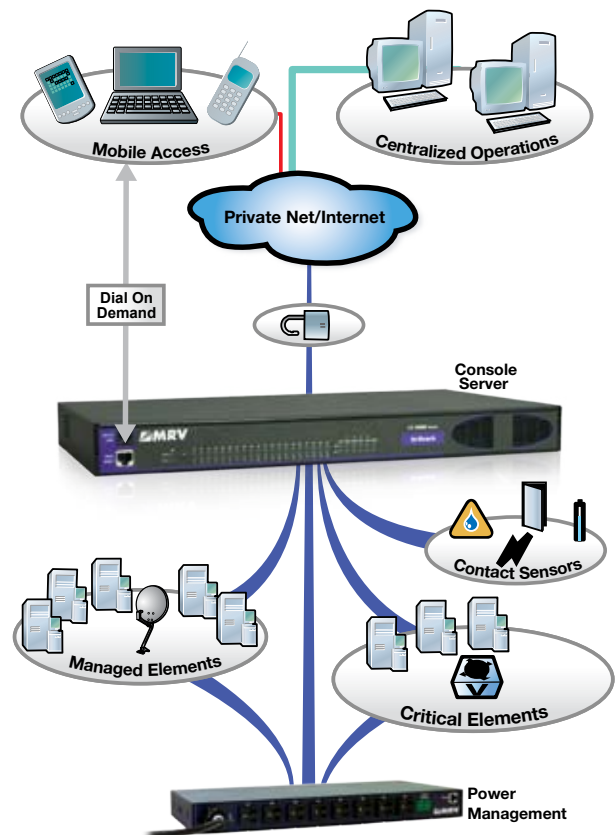 Mobile Access
Centralized Operations
Private Net/Internet
Dial On
Demand
Console
Server
MRV
Contact Sensors
Managed Elements
Critical Elements
V
Power
Management
MRV